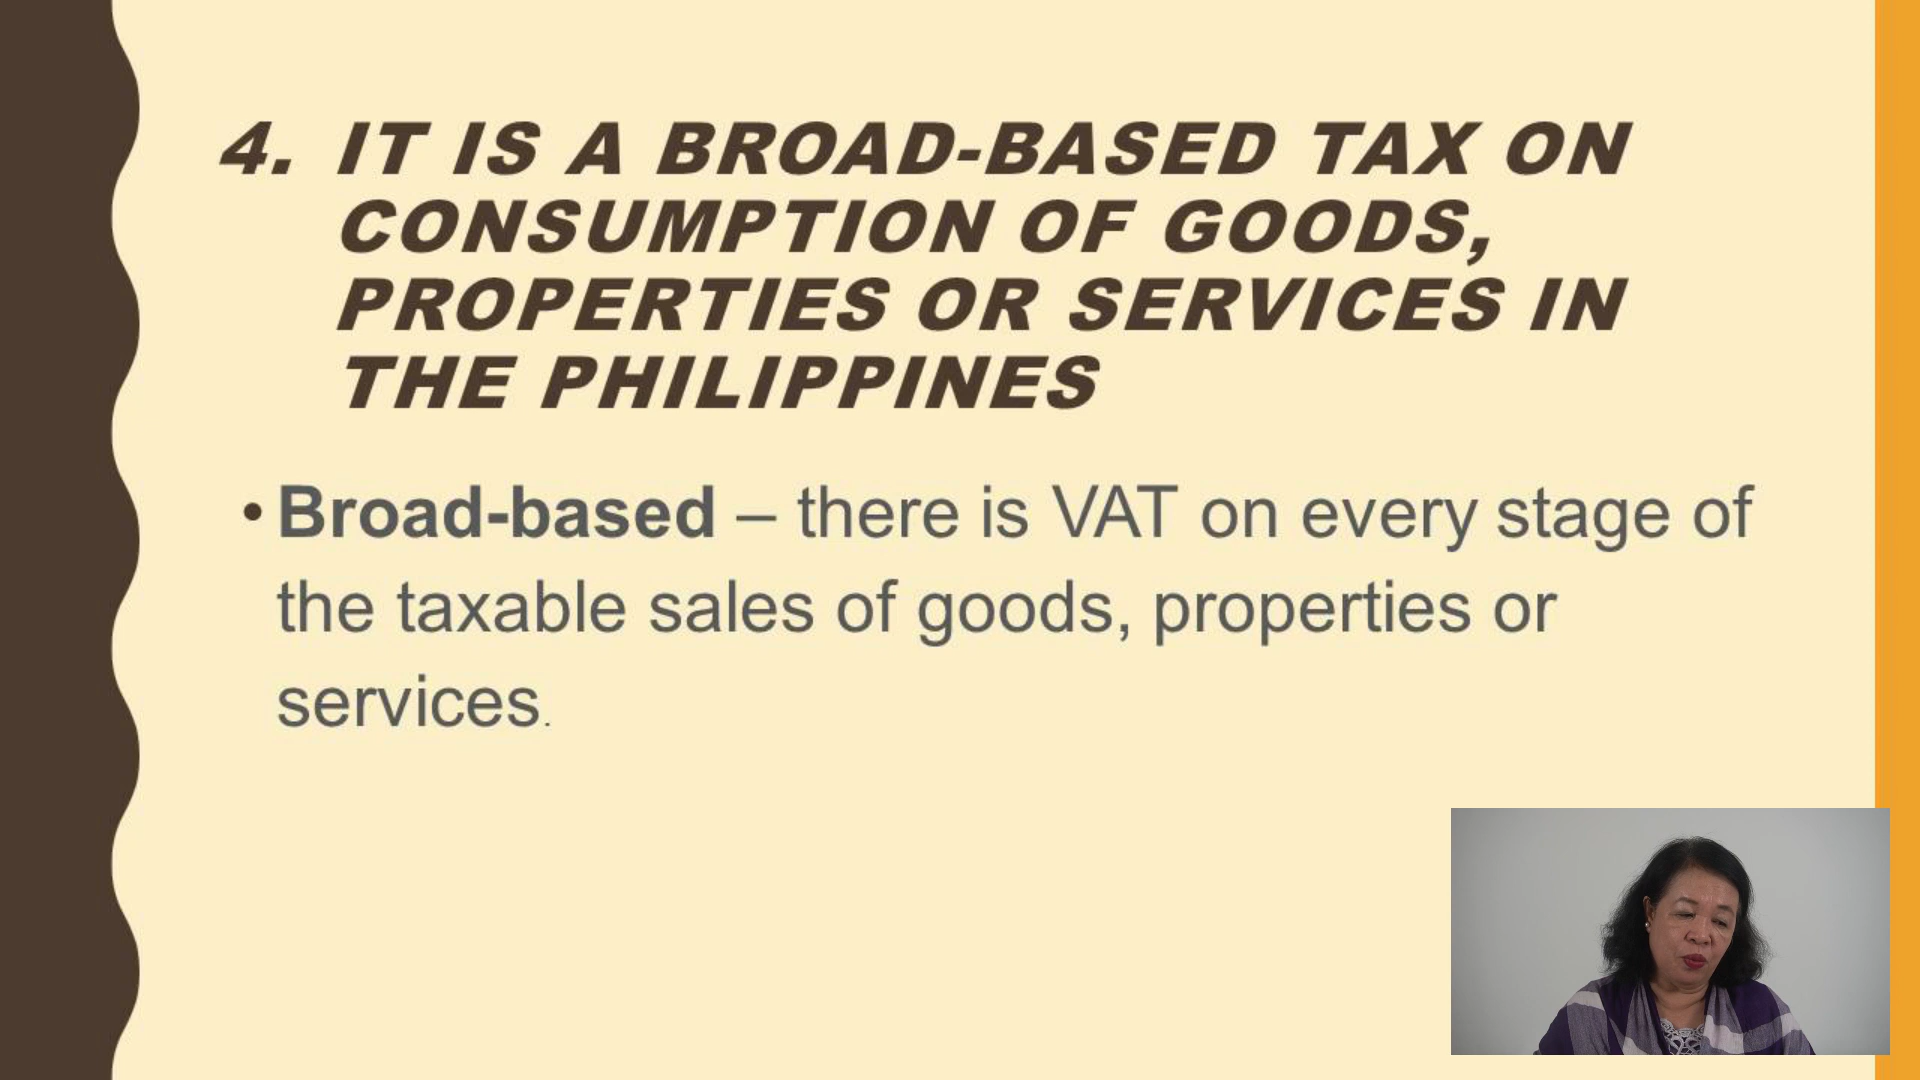 4. IT IS A BROAD-BASED TAX ON
CONSUMPTION OF GOODS,
PROPERTIES OR SERVICES IN
THE PHILIPPINES
• Broad-based – there is VAT on every stage of
the taxable sales of goods, properties or
services.